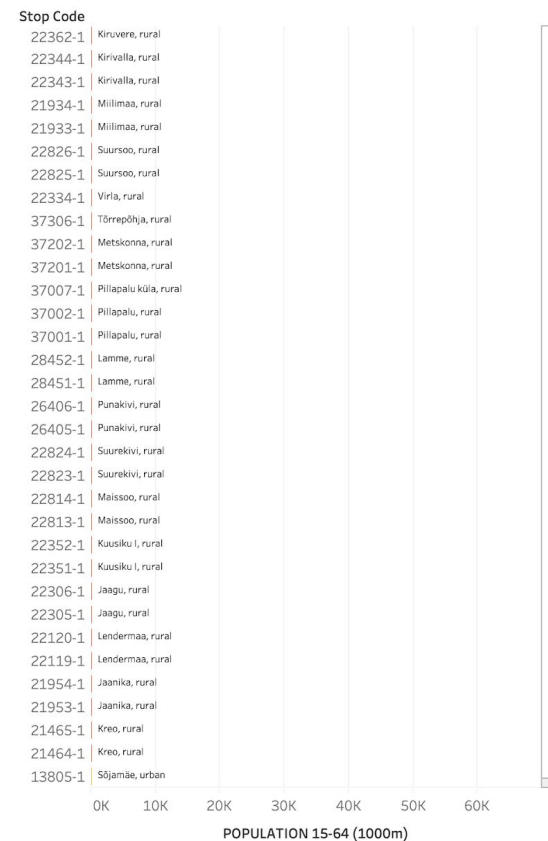 Stop Code
22362-1 Kiruvere, rural
22344-1 Kirivalla, rural
22343-1 Kirivalla, rural
21934-1 Miilimaa, rural
21933-1 Miilimaa, rural
22826-1 Suursoo, rural
22825-1 Suursoo, rural
22334-1 Virla, rural
37306-1 Tõrrepõhja, rural
37202-1 Metskonna, rural
37201-1 Metskonna, rural
37007-1 Pillapalu küla, rural
37002-1 Pillapalu, rural
37001-1 Pillapalu, rural
28452-1 Lamme, rural
28451-1 Lamme, rural
26406-1 Punakivi, rural
26405-1 Punakivi, rural
22824-1 Suurekivi, rural
22823-1 Suurekivi, rural
22814-1 Maissoo, rural
22813-1 Maissoo, rural
22352-1 Kuusiku I, rural
22351-1 Kuusiku I, rural
22306-1 Jaagu, rural
22305-1 Jaagu, rural
22120-1 Lendermaa, rural
22119-1 Lendermaa, rural
21954-1 Jaanika, rural
21953-1 Jaanika, rural
21465-1 Kreo, rural
21464-1 Kreo, rural
13805-1 Sõjamäe, urban
0K 10K 20K 30K 40K 50K 60K
POPULATION 15-64 (1000m)